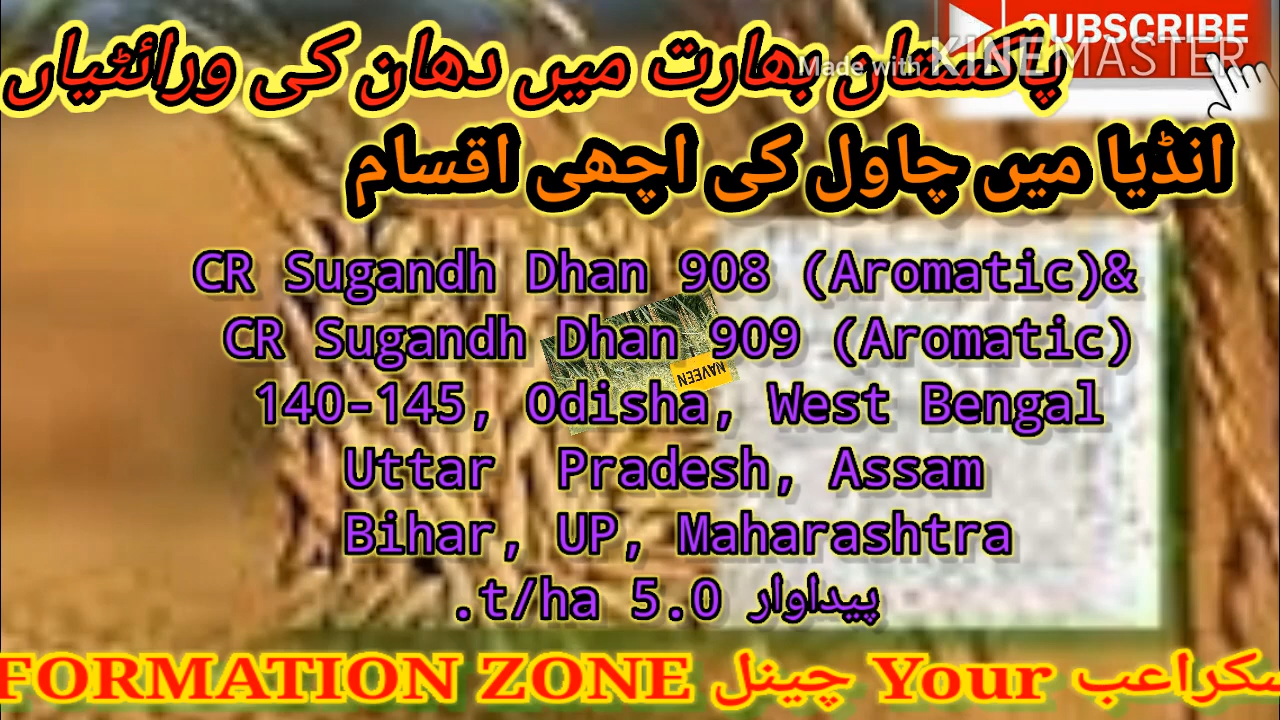 SUBSCRIBE
Made with KINEMASTER
پاکستان بھارت میں دھان کی ورائٹیاں
انڈیا میں چاول کی اچھی اقسام
CR Sugandh Dhan 908 (Aromatic)&
CR Sugandh Dhan 909 (Aromatic)
NAVEEN
140-145, Odisha, West Bengal
Uttar Pradesh, Assam
Bihar, UP, Maharashtra
پیداوار 5.0 t/ha.
سکراعب Your چینل FORMATION ZONE